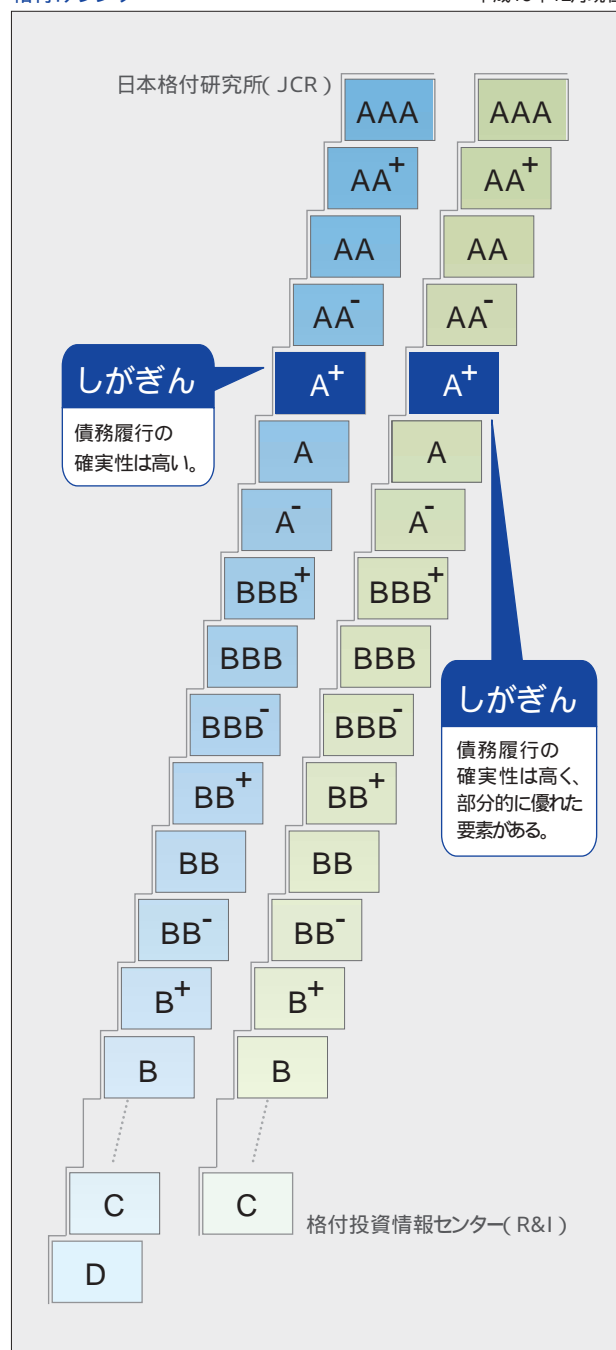 日本格付研究所(JCR)
AAA
AA+
AA
AA-
A+
A
A-
BBB+
BBB
BBB-
BB+
BB
BB-
B+
B
C
D
しがぎん
債務履行の
確実性は高い。
AAA
AA+
AA
AA-
A+
A
A-
BBB+
BBB
BBB-
BB+
BB
BB-
B+
B
C
格付投資情報センター(R&I)
しがぎん
債務履行の
確実性は高く、
部分的に優れた
要素がある。